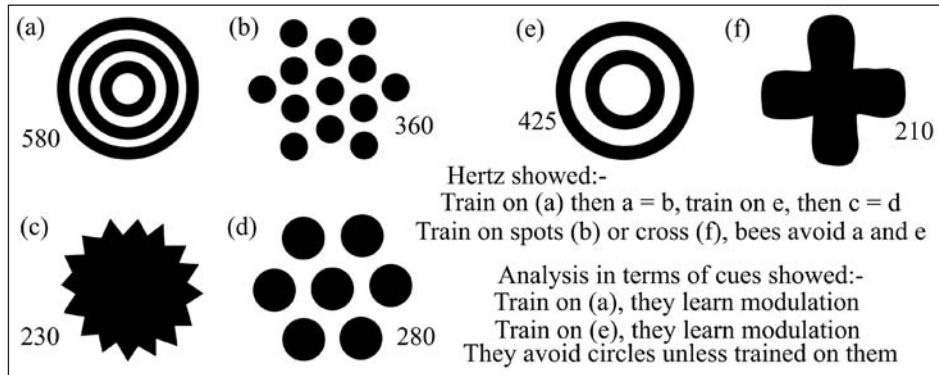 (a)
(b)
(e)
(f)
580
360
425
210
Hertz showed:-
Train on (a) then a = b, train on e, then c = d
Train on spots (b) or cross (f), bees avoid a and e
(c)
(d)
230
280
Analysis in terms of cues showed:-
Train on (a), they learn modulation
Train on (e), they learn modulation
They avoid circles unless trained on them